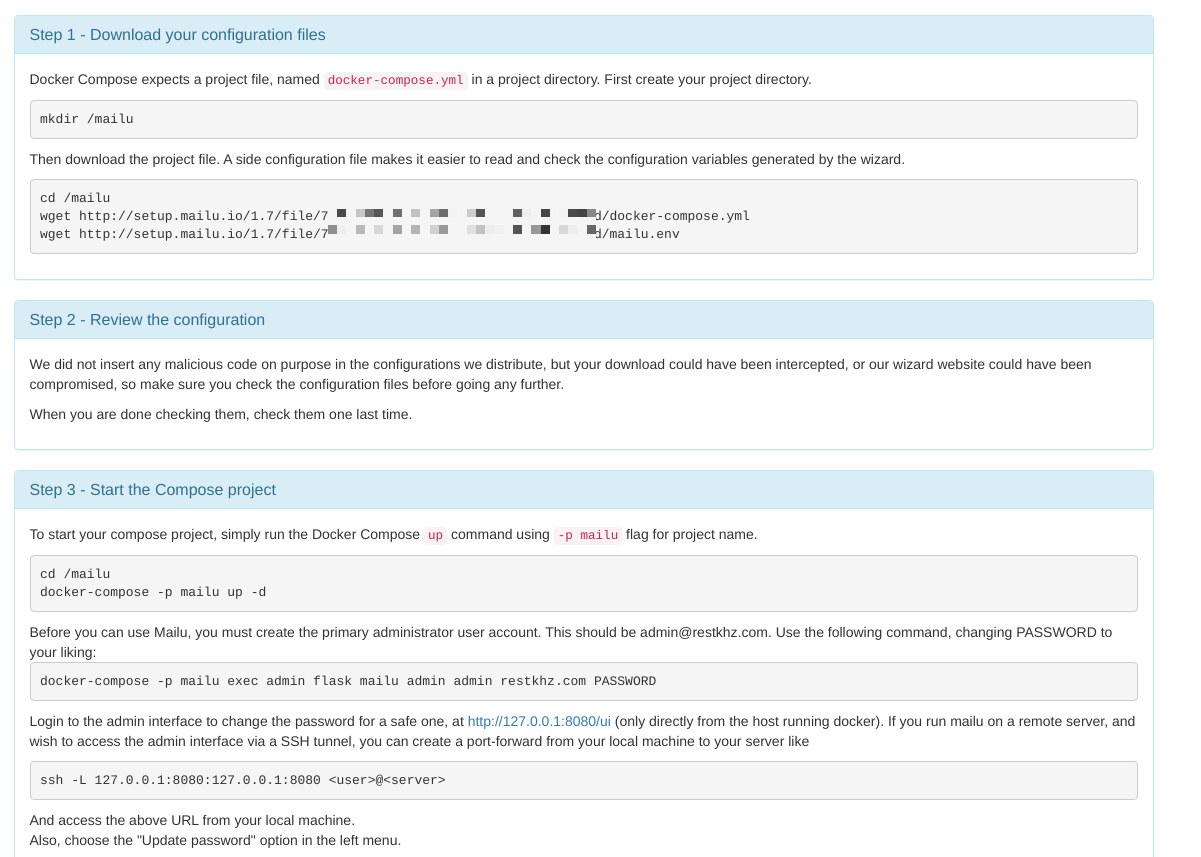 Step 1 - Download your configuration files
Docker Compose expects a project file, named docker-compose.yml in a project directory. First create your project directory.
mkdir /mailu
Then download the project file. A side configuration file makes it easier to read and check the configuration variables generated by the wizard.
cd /mailu
wget http://setup.mailu.io/1.7/file/7 d/docker-compose.yml
wget http://setup.mailu.io/1.7/file/7 d/mailu.env
Step 2 - Review the configuration
We did not insert any malicious code on purpose in the configurations we distribute, but your download could have been intercepted, or our wizard website could have been
compromised, so make sure you check the configuration files before going any further.
When you are done checking them, check them one last time.
Step 3 - Start the Compose project
To start your compose project, simply run the Docker Compose up command using -p mailu flag for project name.
cd /mailu
docker-compose -p mailu up -d
Before you can use Mailu, you must create the primary administrator user account. This should be admin@restkhz.com. Use the following command, changing PASSWORD to
your liking:
docker-compose -p mailu exec admin flask mailu admin admin restkhz.com PASSWORD
Login to the admin interface to change the password for a safe one, at http://127.0.0.1:8080/ui (only directly from the host running docker). If you run mailu on a remote server, and
wish to access the admin interface via a SSH tunnel, you can create a port-forward from your local machine to your server like
ssh -L 127.0.0.1:8080:127.0.0.1:8080 <user>@<server>
And access the above URL from your local machine.
Also, choose the "Update password" option in the left menu.